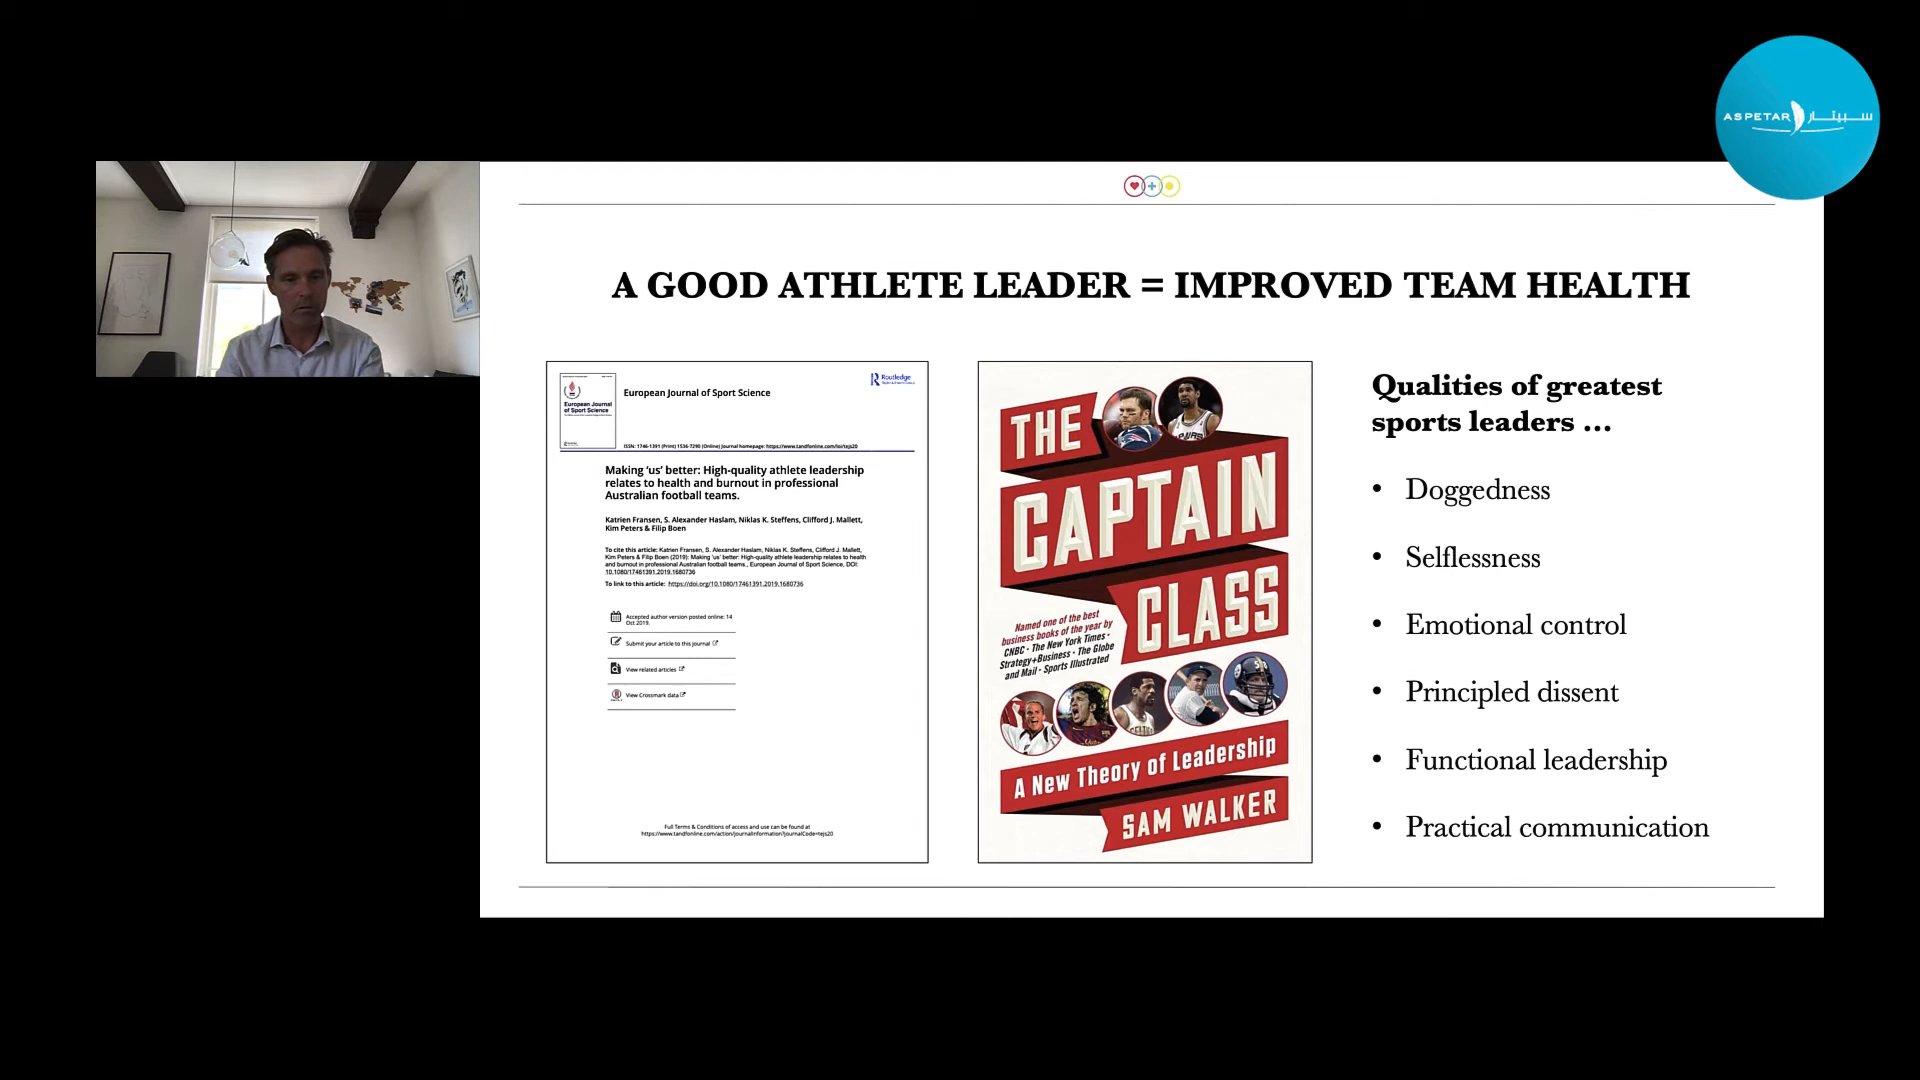 ASPETAR سبيتار
A GOOD ATHLETE LEADER = IMPROVED TEAM HEALTH
European Journal
of Sport Science
European Journal of Sport Science
Routledge
ISSN: 1746-1391 (Print) 1536-7290 (Online) Journal homepage: https://www.tandfonline.com/loi/tejs20
Making ‘us’ better: High-quality athlete leadership
relates to health and burnout in professional
Australian football teams.
Katrien Fransen, S. Alexander Haslam, Niklas K. Steffens, Clifford J. Mallett,
Kim Peters & Filip Boen
To cite this article: Katrien Fransen, S. Alexander Haslam, Niklas K. Steffens, Clifford J. Mallett,
Kim Peters & Filip Boen (2019): Making ‘us’ better: High-quality athlete leadership relates to health
and burnout in professional Australian football teams., European Journal of Sport Science, DOI:
10.1080/17461391.2019.1680736
To link to this article: https://doi.org/10.1080/17461391.2019.1680736
Accepted author version posted online: 14
Oct 2019.
Submit your article to this journal
View related articles
View Crossmark data
Full Terms & Conditions of access and use can be found at
https://www.tandfonline.com/action/journalInformation?journalCode=tejs20
THE
CAPTAIN
CLASS
Named one of the best
business books of the year by
CNBC · The New York Times ·
Strategy+Business · The Globe
and Mail · Sports Illustrated
A New Theory of Leadership
SAM WALKER
Qualities of greatest
sports leaders ...
• Doggedness
• Selflessness
• Emotional control
• Principled dissent
• Functional leadership
• Practical communication